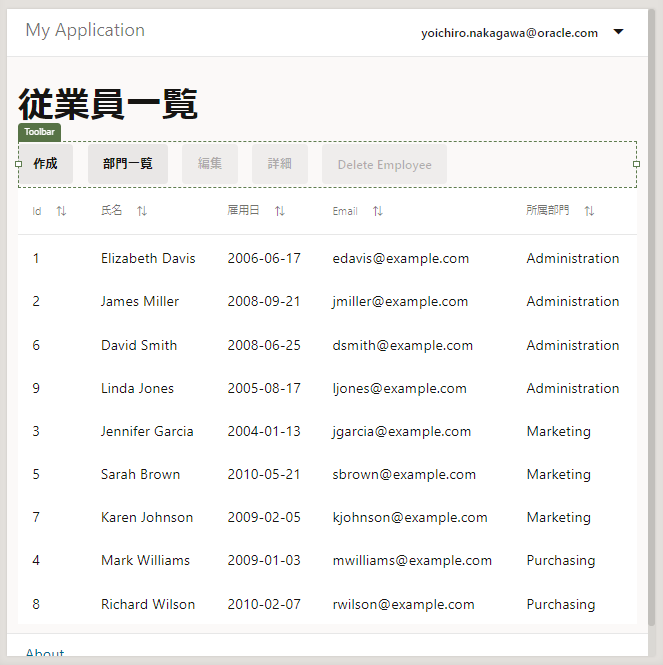 My Application yoichiro.nakagawa@oracle.com
従業員一覧
Toolbar
作成 部門一覧 編集 詳細 Delete Employee
Id 氏名 雇用日 Email 所属部門
1 Elizabeth Davis 2006-06-17 edavis@example.com Administration
2 James Miller 2008-09-21 jmiller@example.com Administration
6 David Smith 2008-06-25 dsmith@example.com Administration
9 Linda Jones 2005-08-17 ljones@example.com Administration
3 Jennifer Garcia 2004-01-13 jgarcia@example.com Marketing
5 Sarah Brown 2010-05-21 sbrown@example.com Marketing
7 Karen Johnson 2009-02-05 kjohnson@example.com Marketing
4 Mark Williams 2009-01-03 mwilliams@example.com Purchasing
8 Richard Wilson 2010-02-07 rwilson@example.com Purchasing
About